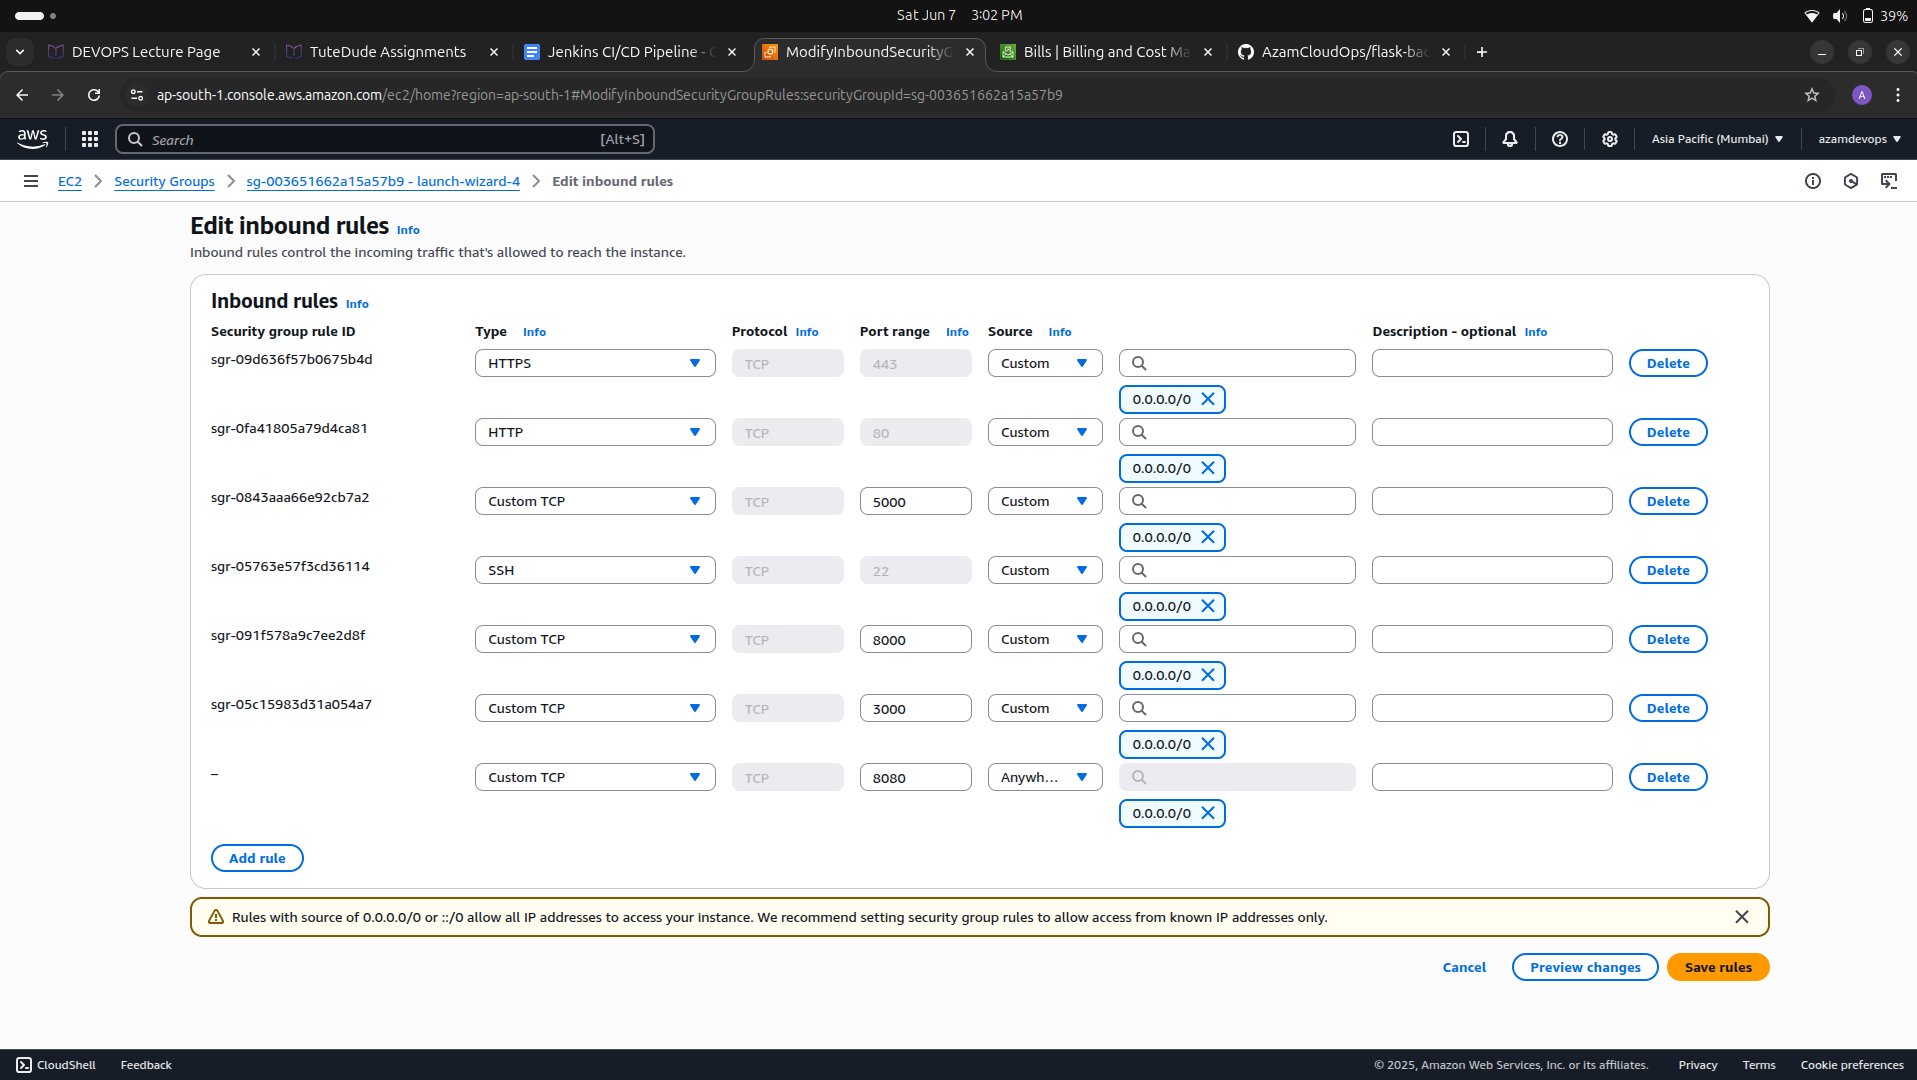 Sat Jun 7 3:02 PM
39%
DEVOPS Lecture Page
TuteDude Assignments
Jenkins CI/CD Pipeline -
ModifyInboundSecurityG
Bills | Billing and Cost Ma
AzamCloudOps/flask-bac
ap-south-1.console.aws.amazon.com/ec2/home?region=ap-south-1#ModifyInboundSecurityGroupRules:securityGroupId=sg-003651662a15a57b9
A
aws
Search [Alt+S]
Asia Pacific (Mumbai)
azamdevops
EC2 Security Groups sg-003651662a15a57b9 - launch-wizard-4 Edit inbound rules
Edit inbound rules Info
Inbound rules control the incoming traffic that's allowed to reach the instance.
Inbound rules Info
Security group rule ID Type Info Protocol Info Port range Info Source Info Description - optional Info
sgr-09d636f57b0675b4d HTTPS TCP 443 Custom Delete
0.0.0.0/0
sgr-0fa41805a79d4ca81 HTTP TCP 80 Custom Delete
0.0.0.0/0
sgr-0843aaa66e92cb7a2 Custom TCP TCP 5000 Custom Delete
0.0.0.0/0
sgr-05763e57f3cd36114 SSH TCP 22 Custom Delete
0.0.0.0/0
sgr-091f578a9c7ee2d8f Custom TCP TCP 8000 Custom Delete
0.0.0.0/0
sgr-05c15983d31a054a7 Custom TCP TCP 3000 Custom Delete
0.0.0.0/0
– Custom TCP TCP 8080 Anywh... Delete
0.0.0.0/0
Add rule
Rules with source of 0.0.0.0/0 or ::/0 allow all IP addresses to access your instance. We recommend setting security group rules to allow access from known IP addresses only.
Cancel Preview changes Save rules
CloudShell Feedback © 2025, Amazon Web Services, Inc. or its affiliates. Privacy Terms Cookie preferences